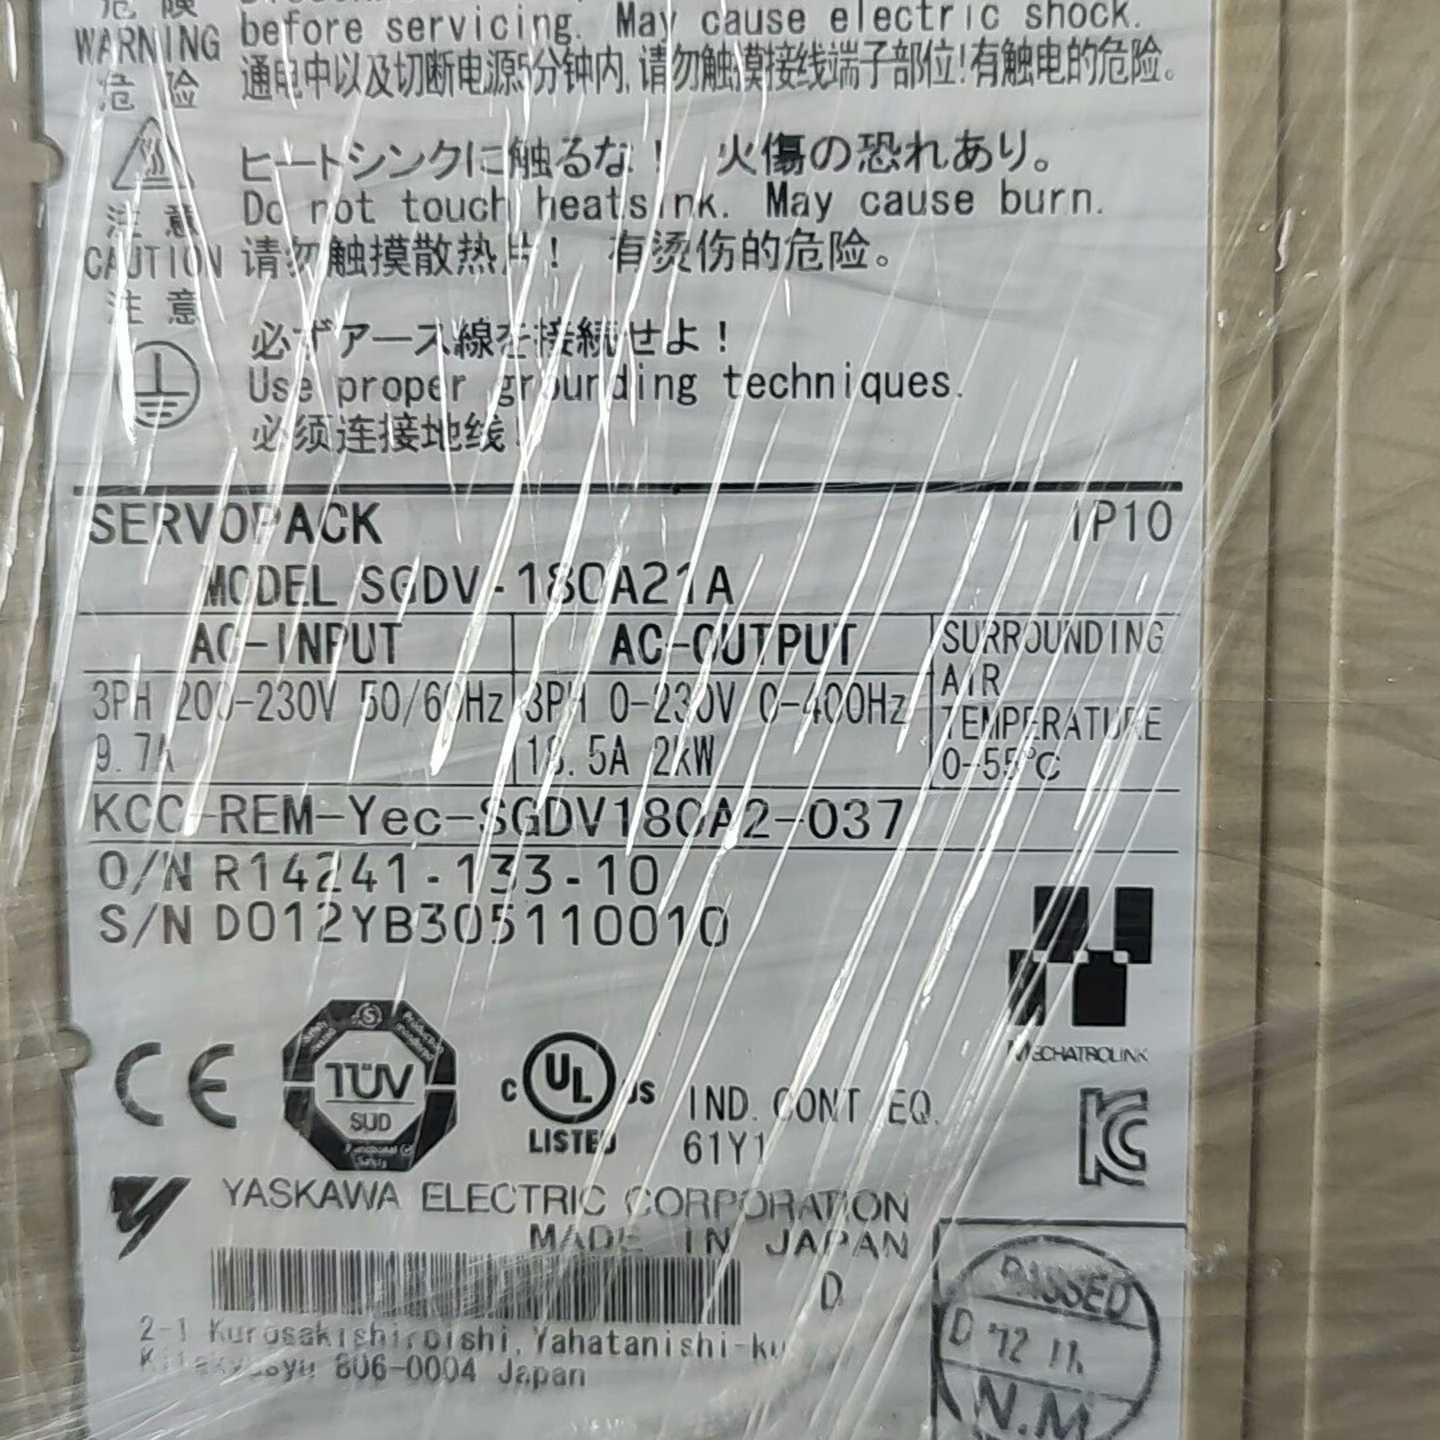 危 険
WARNING before servicing. May cause electric shock.
危 险 通电中以及切断电源5分钟内,请勿触摸接线端子部位!有触电的危险。
ヒートシンクに触るな! 火傷の恐れあり。
注 意 Do not touch heatsink. May cause burn.
CAUTION 请勿触摸散热片! 有烫伤的危险。
注 意
必ずアース線を接続せよ!
Use proper grounding techniques.
必须连接地线!
SERVOPACK IP10
MODEL SGDV-180A21A
AC-INPUT
3PH 200-230V 50/60Hz
9.7A
AC-OUTPUT
3PH 0-230V 0-400Hz
18.5A 2kW
SURROUNDING
AIR
TEMPERATURE
0-55℃
KCC-REM-Yec-SGDV180A2-037
O/N R14241-133-10
S/N D012YB305110010
MECHATROLINK
CE
TÜV
SÜD
Functional
Safety
C UL US
LISTED
IND. CONT. EQ.
61Y1
YASKAWA ELECTRIC CORPORATION
MADE IN JAPAN
D
2-1 Kurosakishiroishi, Yahatanishi-ku
Kitakyusyu 806-0004 Japan
PASSED
D '12 11.
N.M